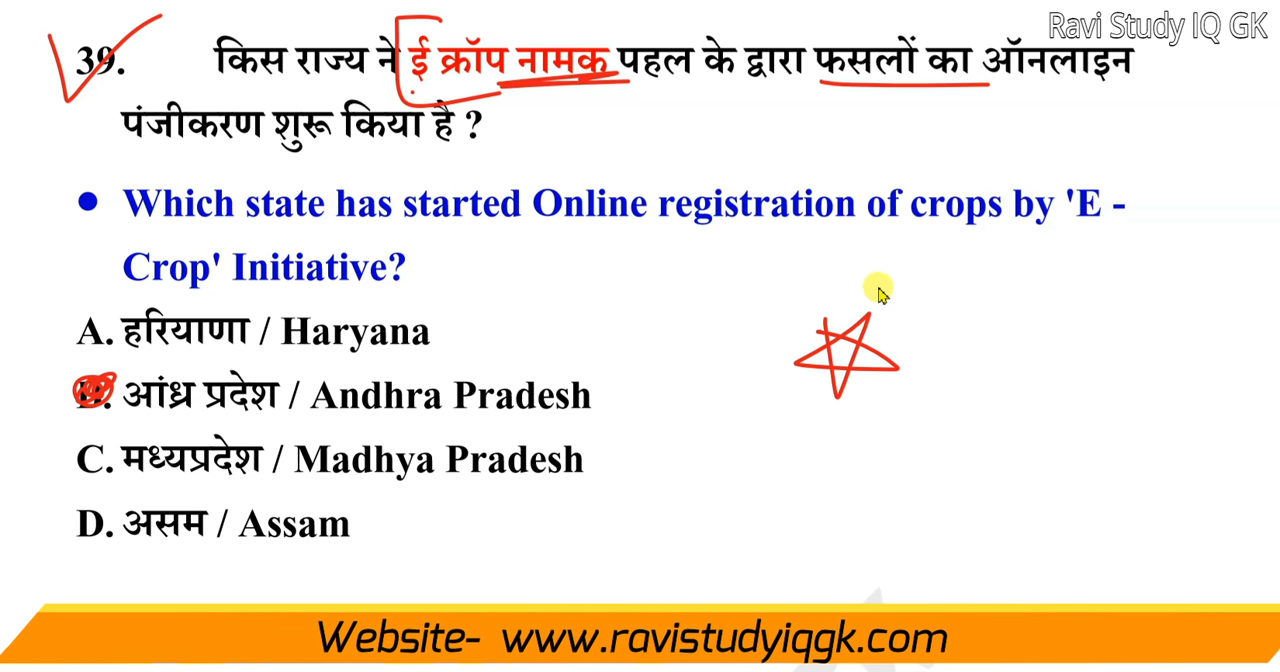 Ravi Study IQ GK
39. किस राज्य ने ई क्रॉप नामक पहल के द्वारा फसलों का ऑनलाइन
पंजीकरण शुरू किया है ?
• Which state has started Online registration of crops by 'E -
Crop' Initiative?
A. हरियाणा / Haryana
B. आंध्र प्रदेश / Andhra Pradesh
C. मध्यप्रदेश / Madhya Pradesh
D. असम / Assam
Website- www.ravistudyiqgk.com